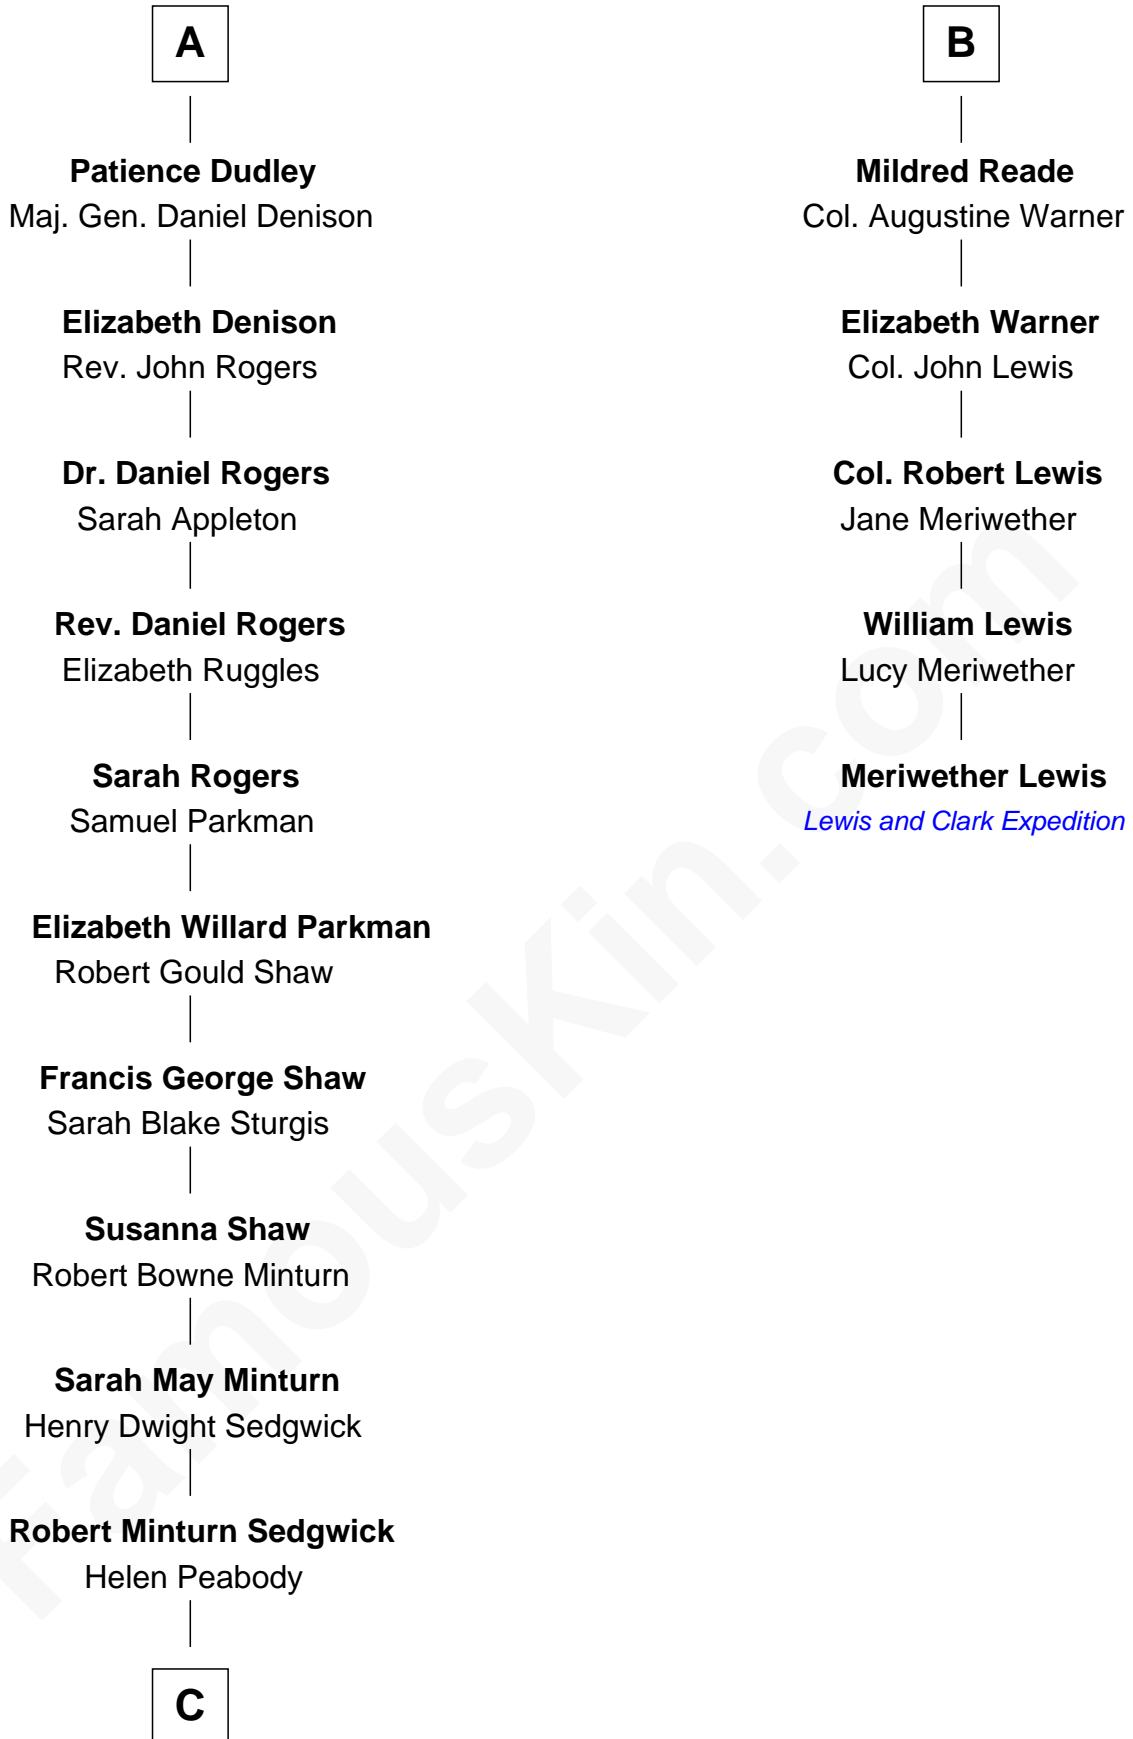 A
Patience Dudley
Maj. Gen. Daniel Denison
Elizabeth Denison
Rev. John Rogers
Dr. Daniel Rogers
Sarah Appleton
Rev. Daniel Rogers
Elizabeth Ruggles
Sarah Rogers
Samuel Parkman
Elizabeth Willard Parkman
Robert Gould Shaw
Francis George Shaw
Sarah Blake Sturgis
Susanna Shaw
Robert Bowne Minturn
Sarah May Minturn
Henry Dwight Sedgwick
Robert Minturn Sedgwick
Helen Peabody
C
B
Mildred Reade
Col. Augustine Warner
Elizabeth Warner
Col. John Lewis
Col. Robert Lewis
Jane Meriwether
William Lewis
Lucy Meriwether
Meriwether Lewis
Lewis and Clark Expedition
FamousKin.com